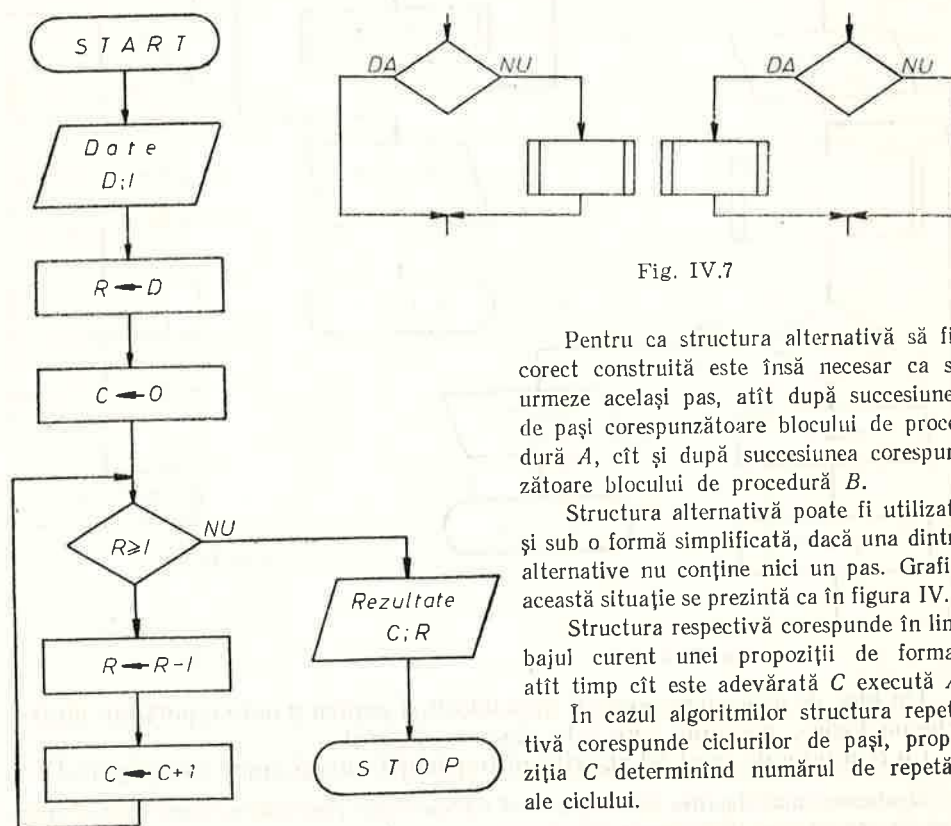 START
Date
D;I
R←D
C←0
R⩾I
NU
R←R-I
C←C+1
Rezultate
C;R
STOP
DA
NU
DA
NU
Fig. IV.7
Pentru ca structura alternativă să fi
corect construită este însă necesar ca s
urmeze același pas, atît după succesiune
de pași corespunzătoare blocului de proce
dură A, cît și după succesiunea corespun
zătoare blocului de procedură B.
Structura alternativă poate fi utilizat
și sub o formă simplificată, dacă una dintr
alternative nu conține nici un pas. Grafi
această situație se prezintă ca în figura IV.
Structura respectivă corespunde în lin
bajul curent unei propoziții de forma
atît timp cît este adevărată C execută
În cazul algoritmilor structura repet
tivă corespunde ciclurilor de pași, prop
ziția C determinînd numărul de repetă
ale ciclului.